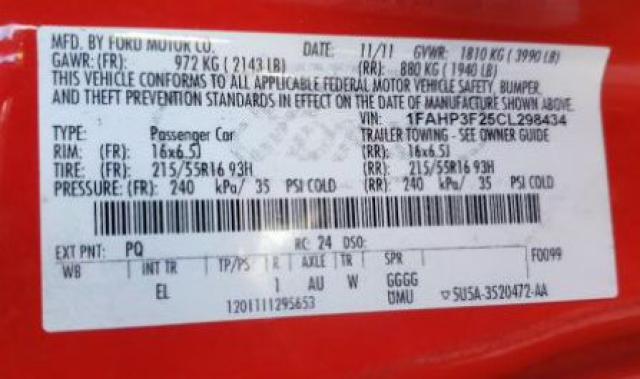 MFD. BY FORD MOTOR CO. DATE: 11/11 GVWR: 1810 KG ( 3990 LB)
GAWR: (FR): 972 KG ( 2143 LB) (RR): 880 KG ( 1940 LB)
THIS VEHICLE CONFORMS TO ALL APPLICABLE FEDERAL MOTOR VEHICLE SAFETY, BUMPER,
AND THEFT PREVENTION STANDARDS IN EFFECT ON THE DATE OF MANUFACTURE SHOWN ABOVE.
VIN: 1FAHP3F25CL298434
TYPE: Passenger Car TRAILER TOWING - SEE OWNER GUIDE
RIM: (FR): 16x6.5J (RR): 16x6.5J
TIRE: (FR): 215/55R16 93H (RR): 215/55R16 93H
PRESSURE: (FR): 240 kPa/ 35 PSI COLD (RR): 240 kPa/ 35 PSI COLD
EXT PNT: PQ RC: 24 DSO: F0099
WB INT TR TP/PS R AXLE TR SPR
EL 1 AU W GGGG
1201111295653 UMU ▽ 5U5A-3520472-AA